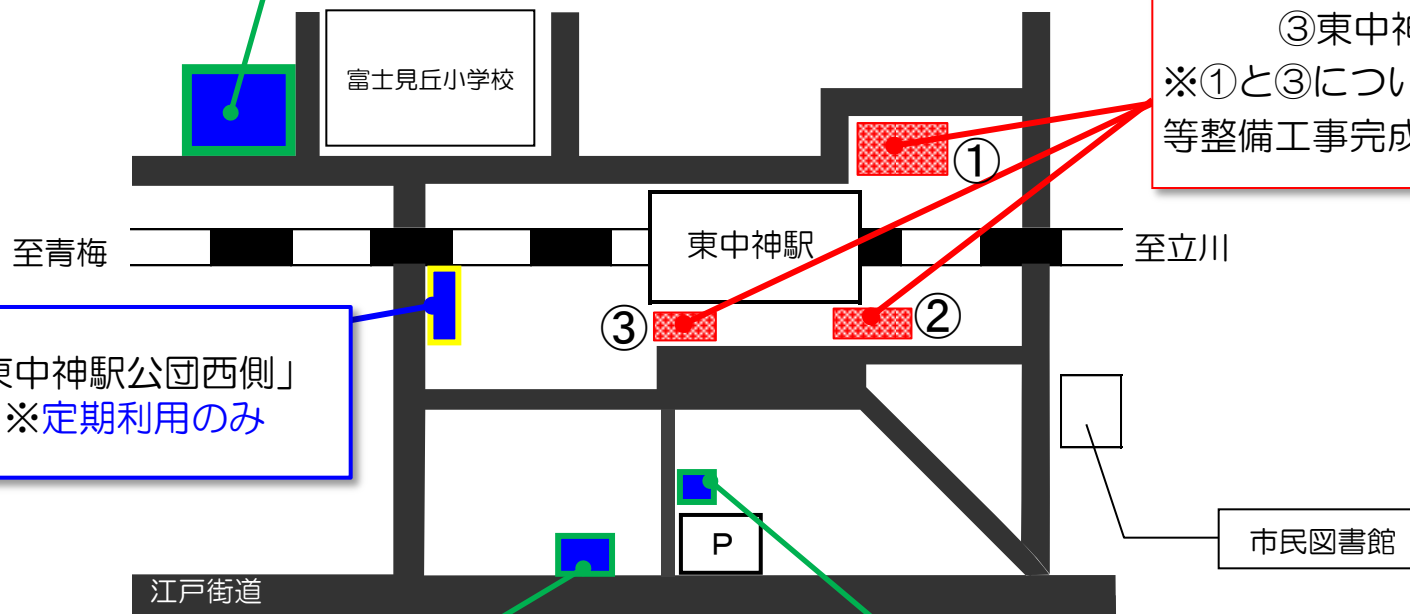 ③東中神
※①と③につい
等整備工事完成
富士見丘小学校
①
至青梅
東中神駅
至立川
③
②
東中神駅公団西側」
※定期利用のみ
P
市民図書館
江戸街道